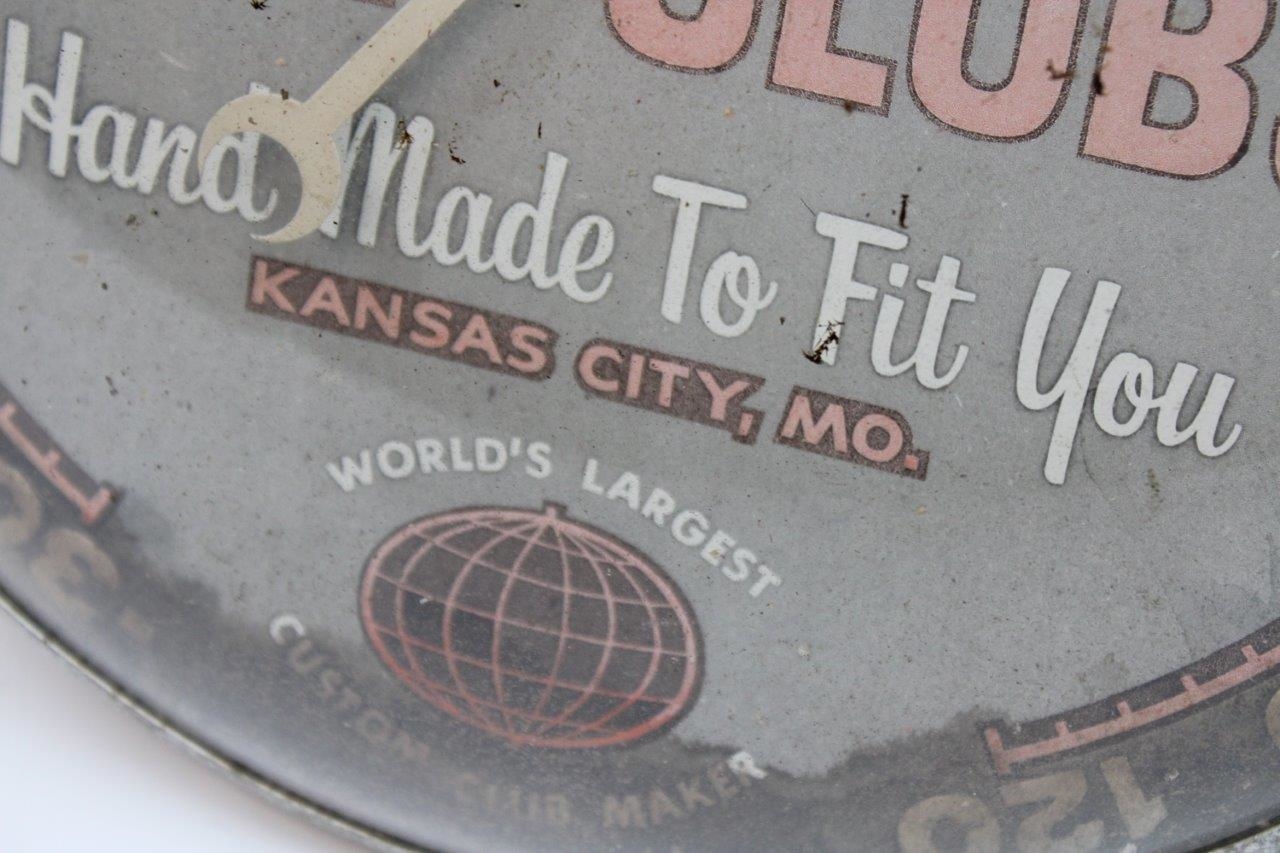 CLUBS
Hand Made To Fit You
KANSAS CITY, MO.
WORLD'S LARGEST
CUSTOM CLUB MAKER
120